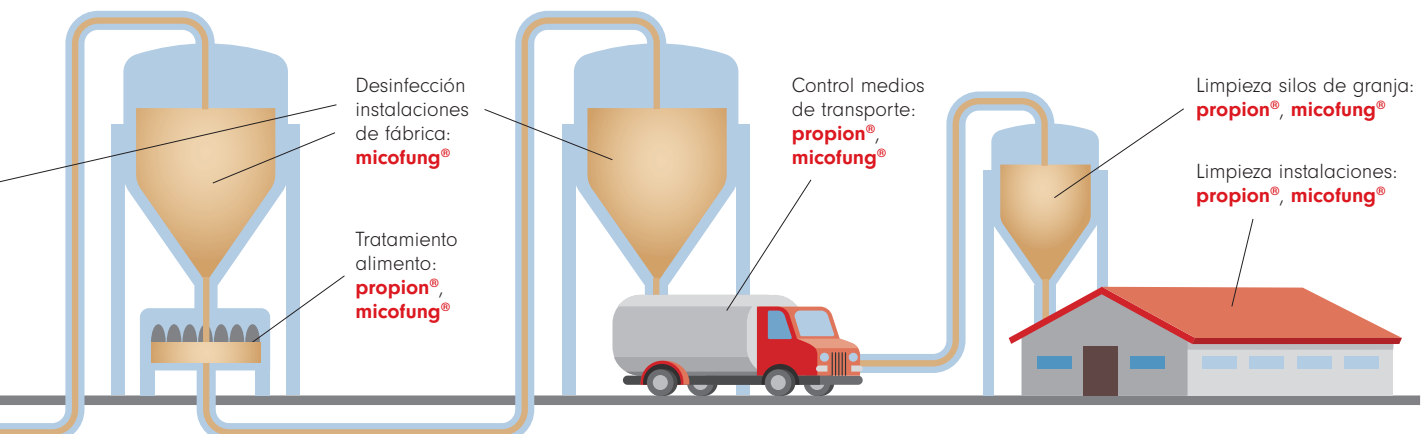 Desinfección
instalaciones
de fábrica:
micofung®
Tratamiento
alimento:
propion®,
micofung®
Control medios
de transporte:
propion®,
micofung®
Limpieza silos de granja:
propion®, micofung®
Limpieza instalaciones:
propion®, micofung®